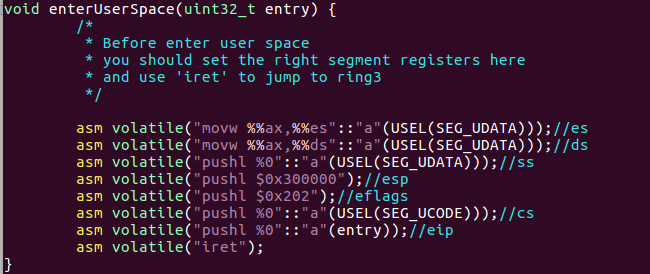 void enterUserSpace(uint32_t entry) {
/*
* Before enter user space
* you should set the right segment registers here
* and use 'iret' to jump to ring3
*/
asm volatile("movw %%ax,%%es"::"a"(USEL(SEG_UDATA)));//es
asm volatile("movw %%ax,%%ds"::"a"(USEL(SEG_UDATA)));//ds
asm volatile("pushl %0"::"a"(USEL(SEG_UDATA)));//ss
asm volatile("pushl $0x300000");//esp
asm volatile("pushl $0x202");//eflags
asm volatile("pushl %0"::"a"(USEL(SEG_UCODE)));//cs
asm volatile("pushl %0"::"a"(entry));//eip
asm volatile("iret");
}